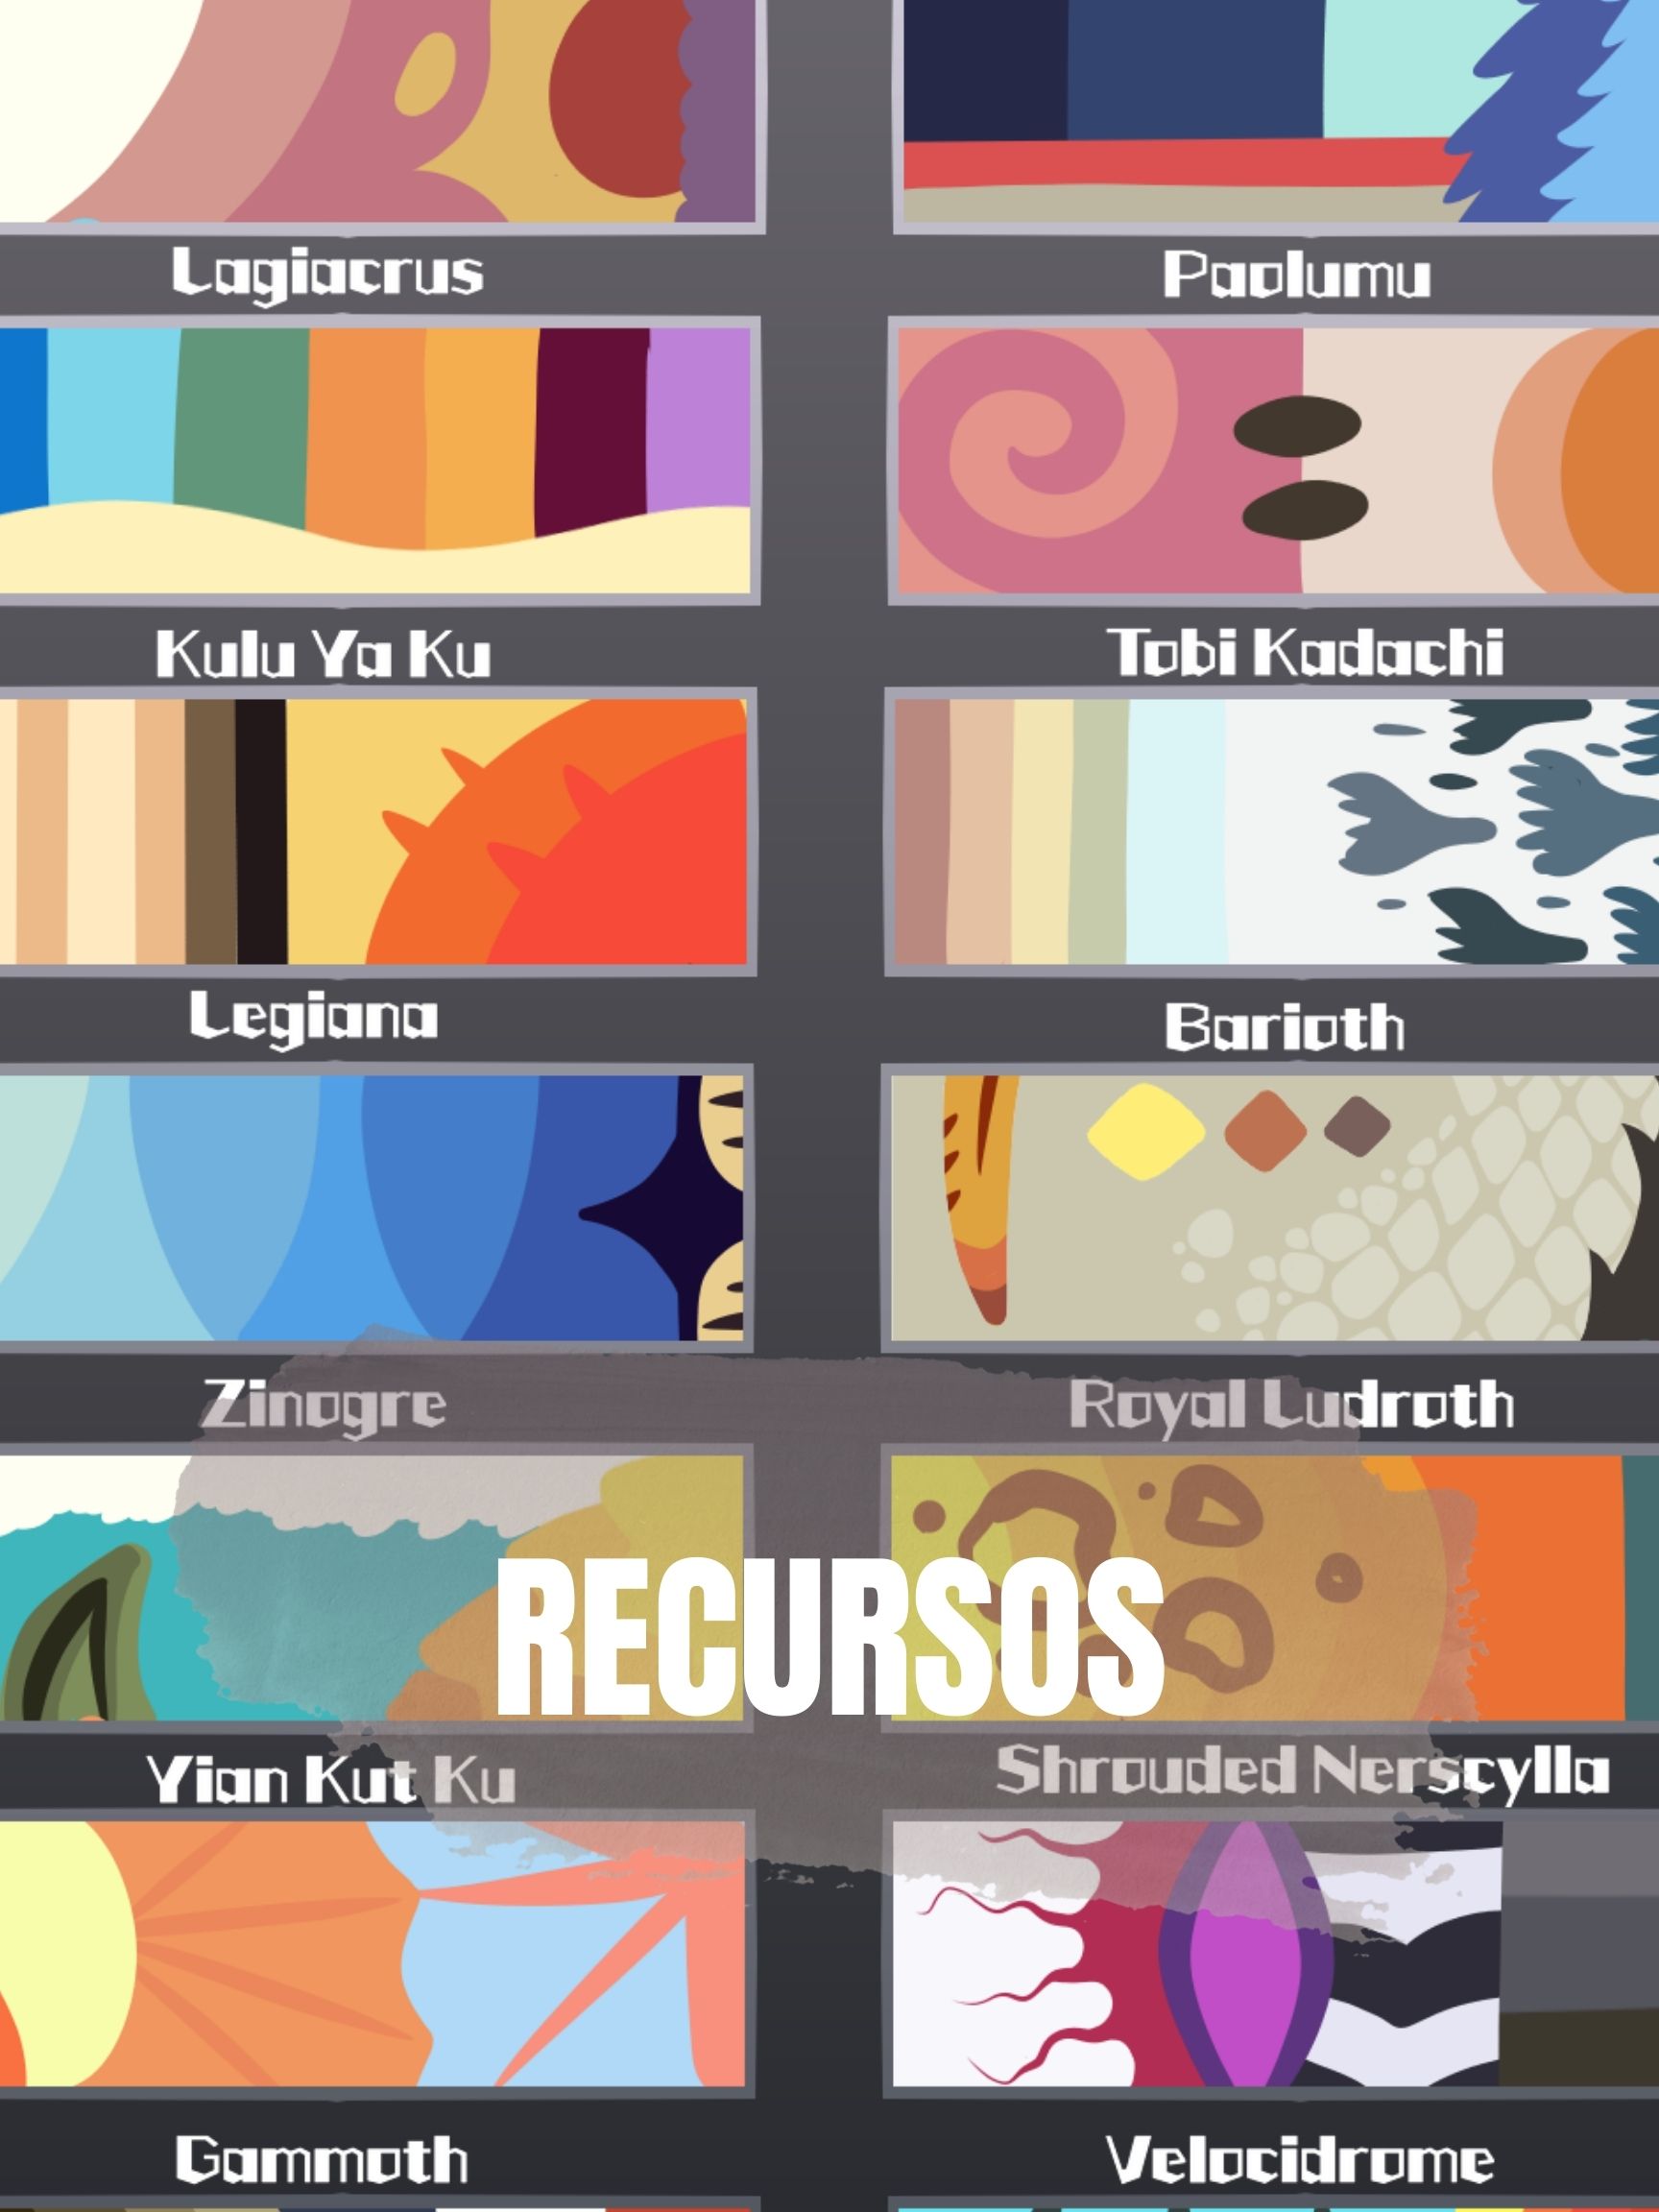 Lagiacrus
Paolumu
Kulu Ya Ku
Tobi Kadachi
Legiana
Barioth
Zinogre
Royal Ludroth
RECURSOS
Yian Kut Ku
Shrouded Nerscylla
Gammoth
Velocidrome